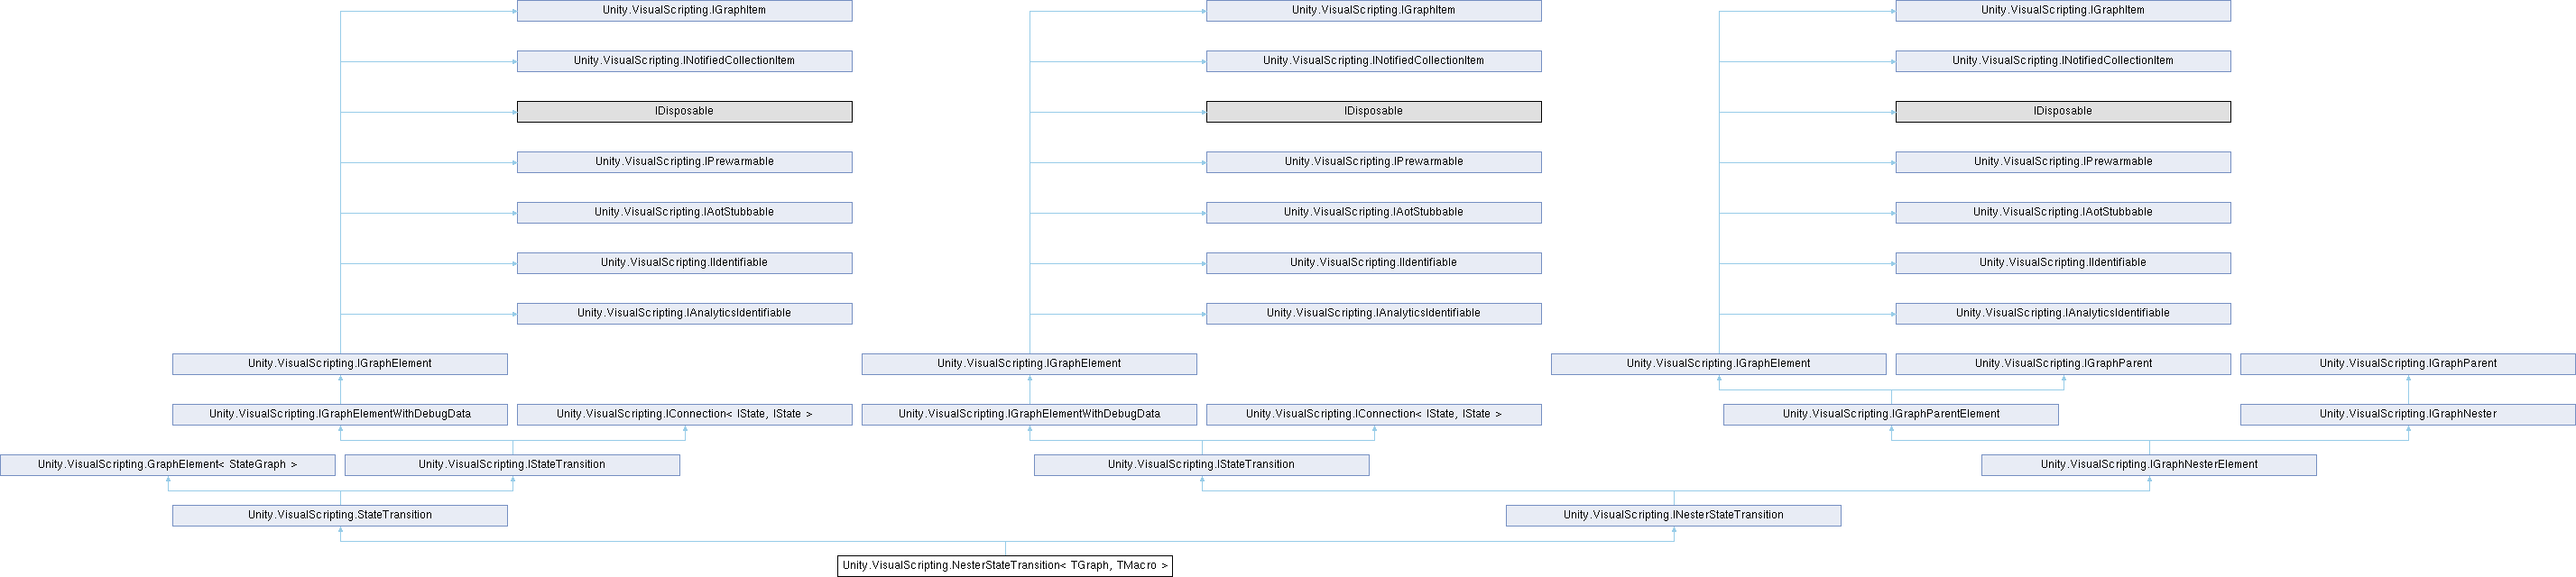 Unity.VisualScripting.IGraphItem Unity.VisualScripting.IGraphItem Unity.VisualScripting.IGraphItem
Unity.VisualScripting.INotifiedCollectionItem Unity.VisualScripting.INotifiedCollectionItem Unity.VisualScripting.INotifiedCollectionItem
IDisposable IDisposable IDisposable
Unity.VisualScripting.IPrewarmable Unity.VisualScripting.IPrewarmable Unity.VisualScripting.IPrewarmable
Unity.VisualScripting.IAotStubbable Unity.VisualScripting.IAotStubbable Unity.VisualScripting.IAotStubbable
Unity.VisualScripting.IIdentifiable Unity.VisualScripting.IIdentifiable Unity.VisualScripting.IIdentifiable
Unity.VisualScripting.IAnalyticsIdentifiable Unity.VisualScripting.IAnalyticsIdentifiable Unity.VisualScripting.IAnalyticsIdentifiable
Unity.VisualScripting.IGraphElement Unity.VisualScripting.IGraphElement Unity.VisualScripting.IGraphElement Unity.VisualScripting.IGraphParent Unity.VisualScripting.IGraphParent
Unity.VisualScripting.IGraphElementWithDebugData Unity.VisualScripting.IConnection< IState, IState > Unity.VisualScripting.IGraphElementWithDebugData Unity.VisualScripting.IConnection< IState, IState > Unity.VisualScripting.IGraphParentElement Unity.VisualScripting.IGraphNester
Unity.VisualScripting.GraphElement< StateGraph > Unity.VisualScripting.IStateTransition Unity.VisualScripting.IStateTransition Unity.VisualScripting.IGraphNesterElement
Unity.VisualScripting.StateTransition Unity.VisualScripting.INesterStateTransition
Unity.VisualScripting.NesterStateTransition< TGraph, TMacro >